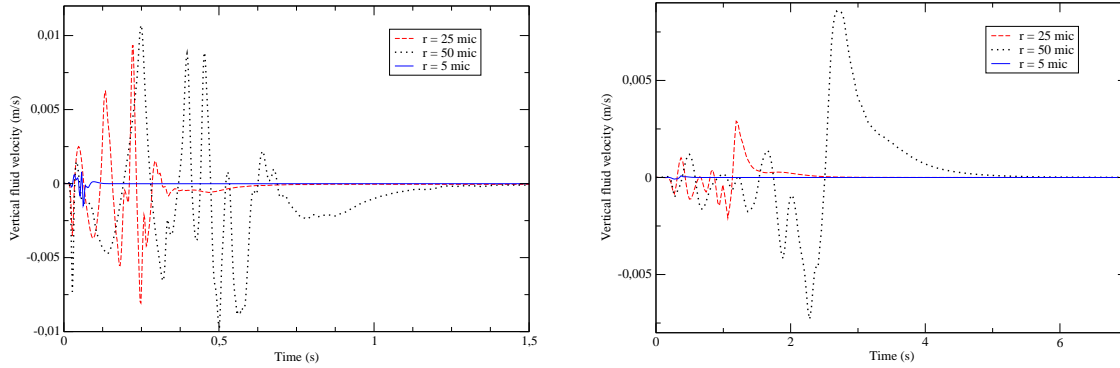 0,01
0,005
0
-0,005
-0,01
Vertical fluid velocity (m/s)
r = 25 mic
r = 50 mic
r = 5 mic
0
0,5
1
1,5
Time (s)
0,005
0
-0,005
Vertical fluid velocity (m/s)
r = 25 mic
r = 50 mic
r = 5 mic
0
2
4
6
Time (s)